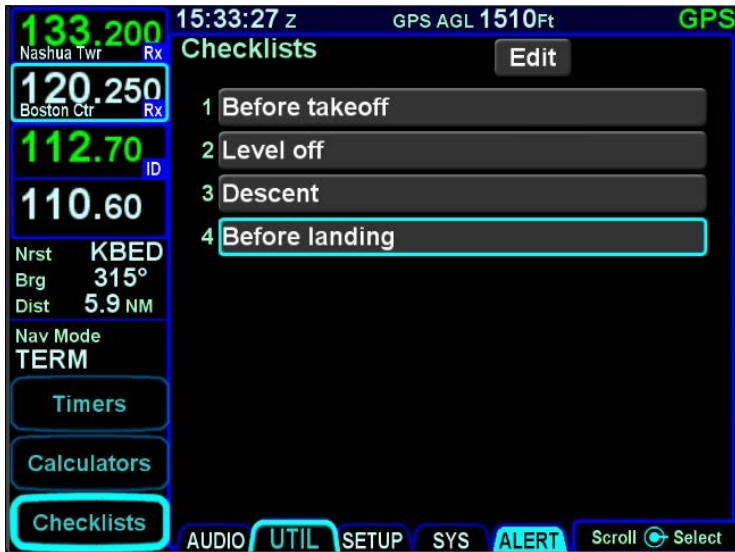 133.200
Nashua Twr Rx
120.250
Boston Ctr Rx
112.70 ID
110.60
Nrst KBED
Brg 315°
Dist 5.9 NM
Nav Mode
TERM
Timers
Calculators
Checklists
15:33:27 Z GPS AGL 1510Ft GPS
Checklists Edit
1 Before takeoff
2 Level off
3 Descent
4 Before landing
AUDIO UTIL SETUP SYS ALERT Scroll Select